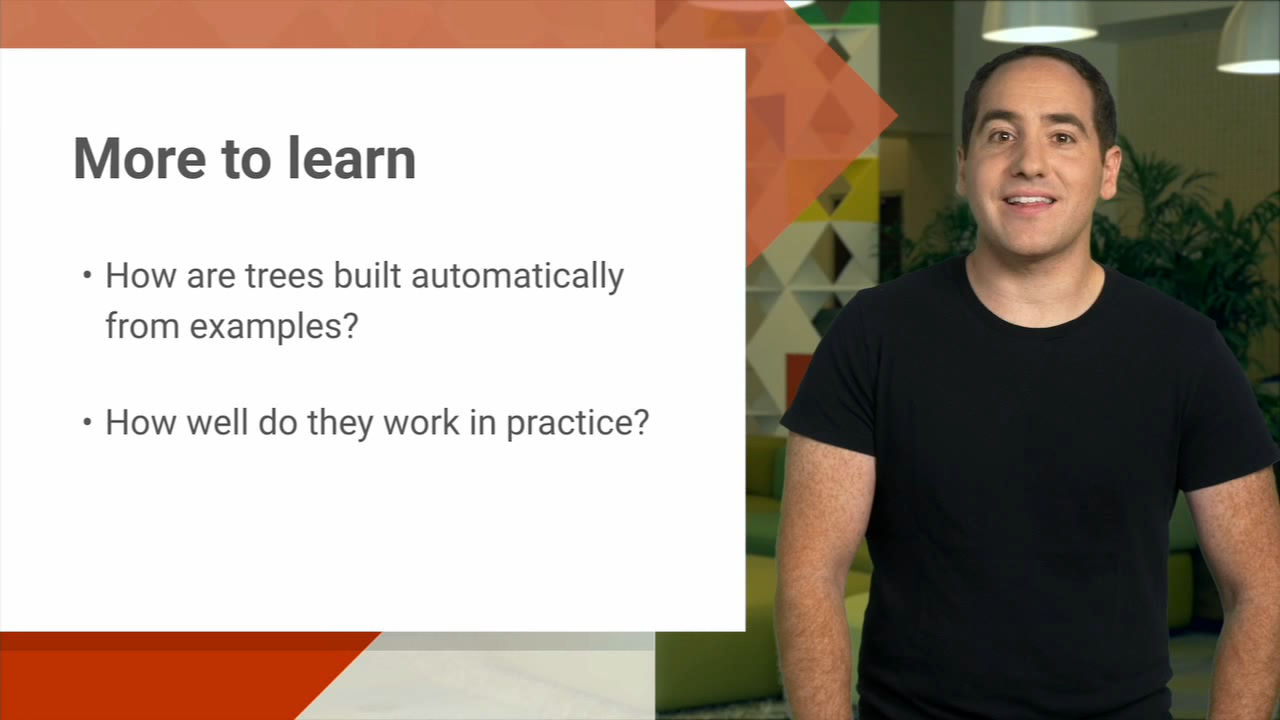 More to learn
• How are trees built automatically
from examples?
• How well do they work in practice?